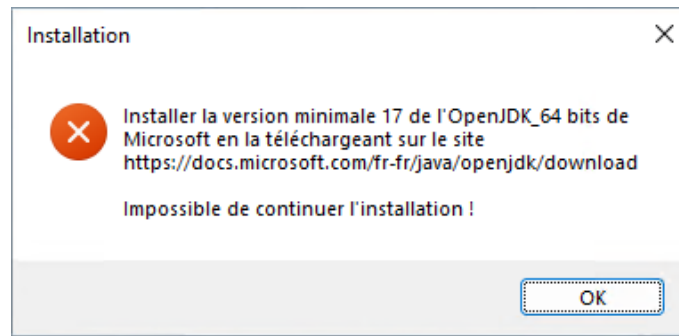 Installation
Installer la version minimale 17 de l'OpenJDK_64 bits de
Microsoft en la téléchargeant sur le site
https://docs.microsoft.com/fr-fr/java/openjdk/download
Impossible de continuer l'installation !
OK